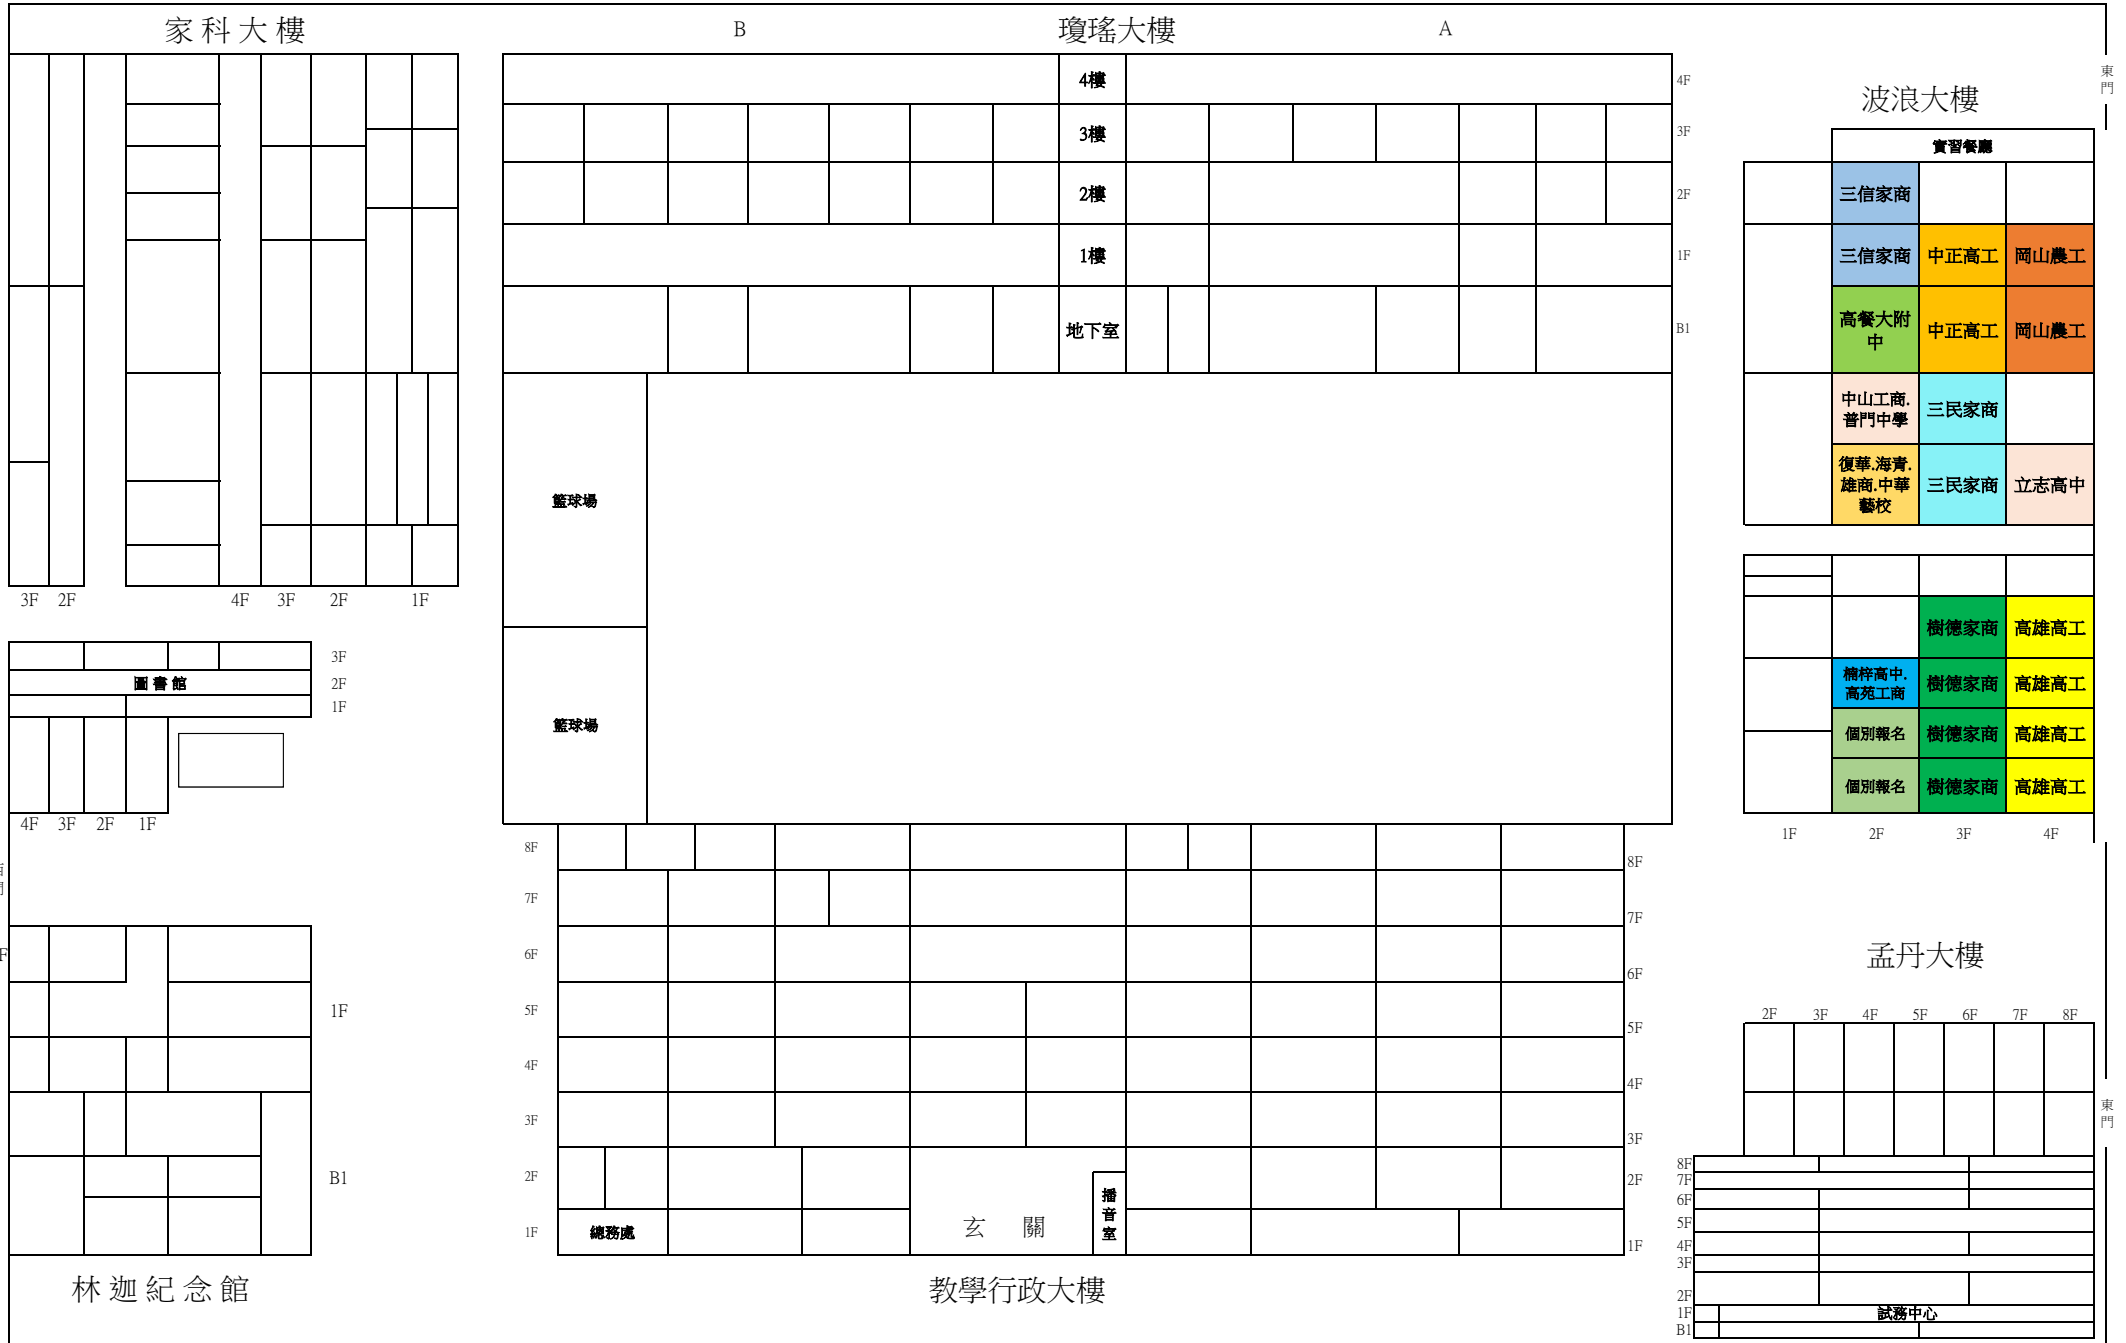 家科大樓
B
瓊瑤大樓
A
4樓
4F
3樓
3F
2樓
2F
1樓
1F
地下室
B1
籃球場
籃球場
3F 2F 4F 3F 2F 1F
3F
圖書館
2F
1F
4F 3F 2F 1F
東門
波浪大樓
實習餐廳
三信家商
三信家商 中正高工 岡山農工
高餐大附中 中正高工 岡山農工
中山工商.普門中學 三民家商
復華.海青.雄商.中華藝校 三民家商 立志高中
樹德家商 高雄高工
楠梓高中.高苑工商 樹德家商 高雄高工
個別報名 樹德家商 高雄高工
個別報名 樹德家商 高雄高工
1F 2F 3F 4F
8F 8F
7F 7F
6F 6F
5F 5F
4F 4F
3F 3F
2F 2F
播音室
1F 總務處 玄關 1F
教學行政大樓
1F
B1
林迦紀念館
孟丹大樓
2F 3F 4F 5F 6F 7F 8F
東門
8F
7F
6F
5F
4F
3F
2F
1F 試務中心
B1